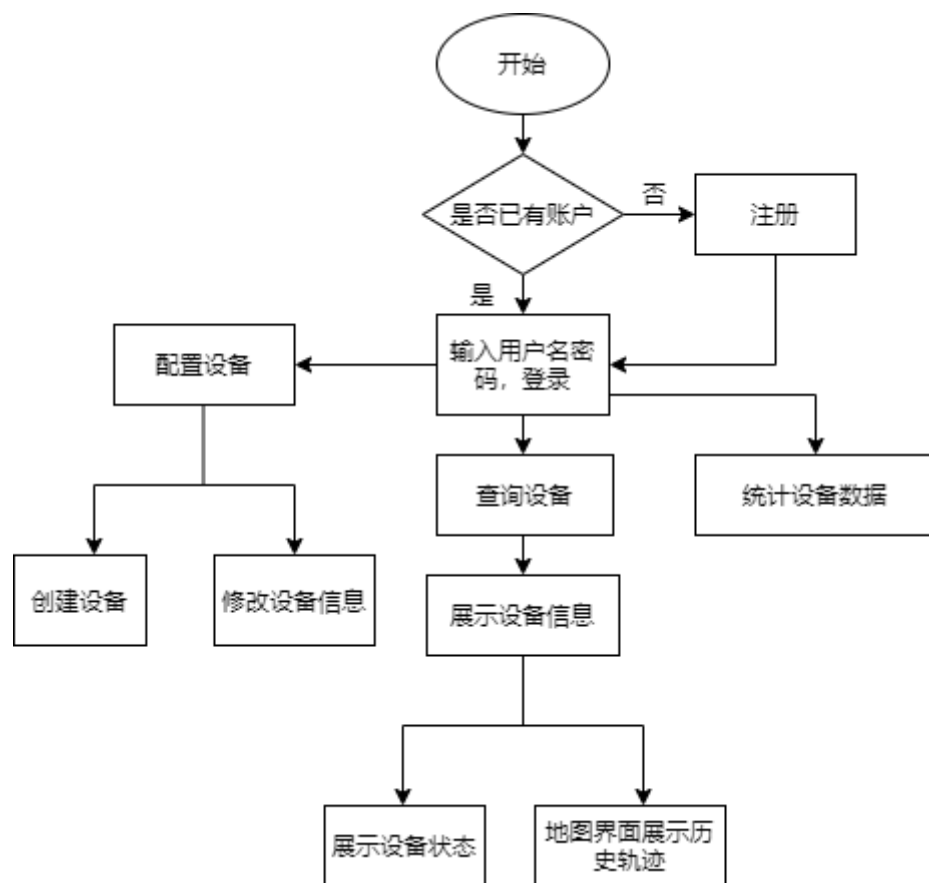 开始
是否已有账户
否
注册
是
输入用户名密
码，登录
配置设备
查询设备
统计设备数据
创建设备
修改设备信息
展示设备信息
展示设备状态
地图界面展示历
史轨迹